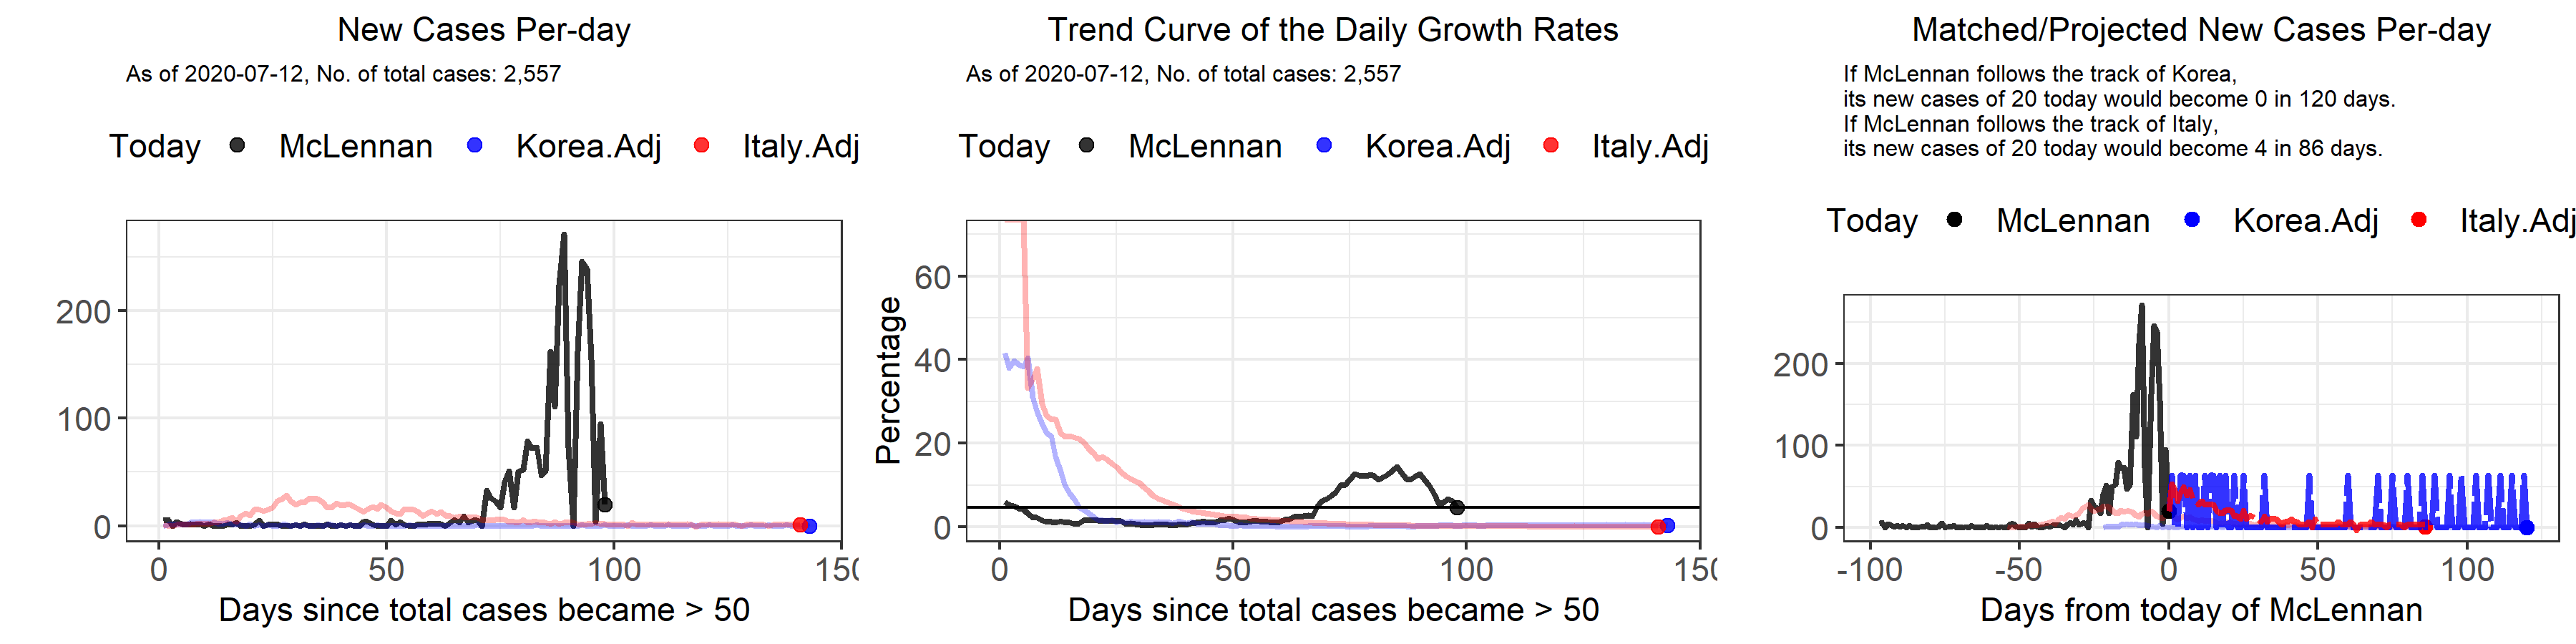 New Cases Per-day
As of 2020-07-12, No. of total cases: 2,557
Today McLennan Korea.Adj Italy.Adj
200
100
0
0 50 100 150
Days since total cases became > 50
Trend Curve of the Daily Growth Rates
As of 2020-07-12, No. of total cases: 2,557
Today McLennan Korea.Adj Italy.Adj
Percentage
60
40
20
0
0 50 100 150
Days since total cases became > 50
Matched/Projected New Cases Per-day
If McLennan follows the track of Korea,
its new cases of 20 today would become 0 in 120 days.
If McLennan follows the track of Italy,
its new cases of 20 today would become 4 in 86 days.
Today McLennan Korea.Adj Italy.Adj
200
100
0
-100 -50 0 50 100
Days from today of McLennan